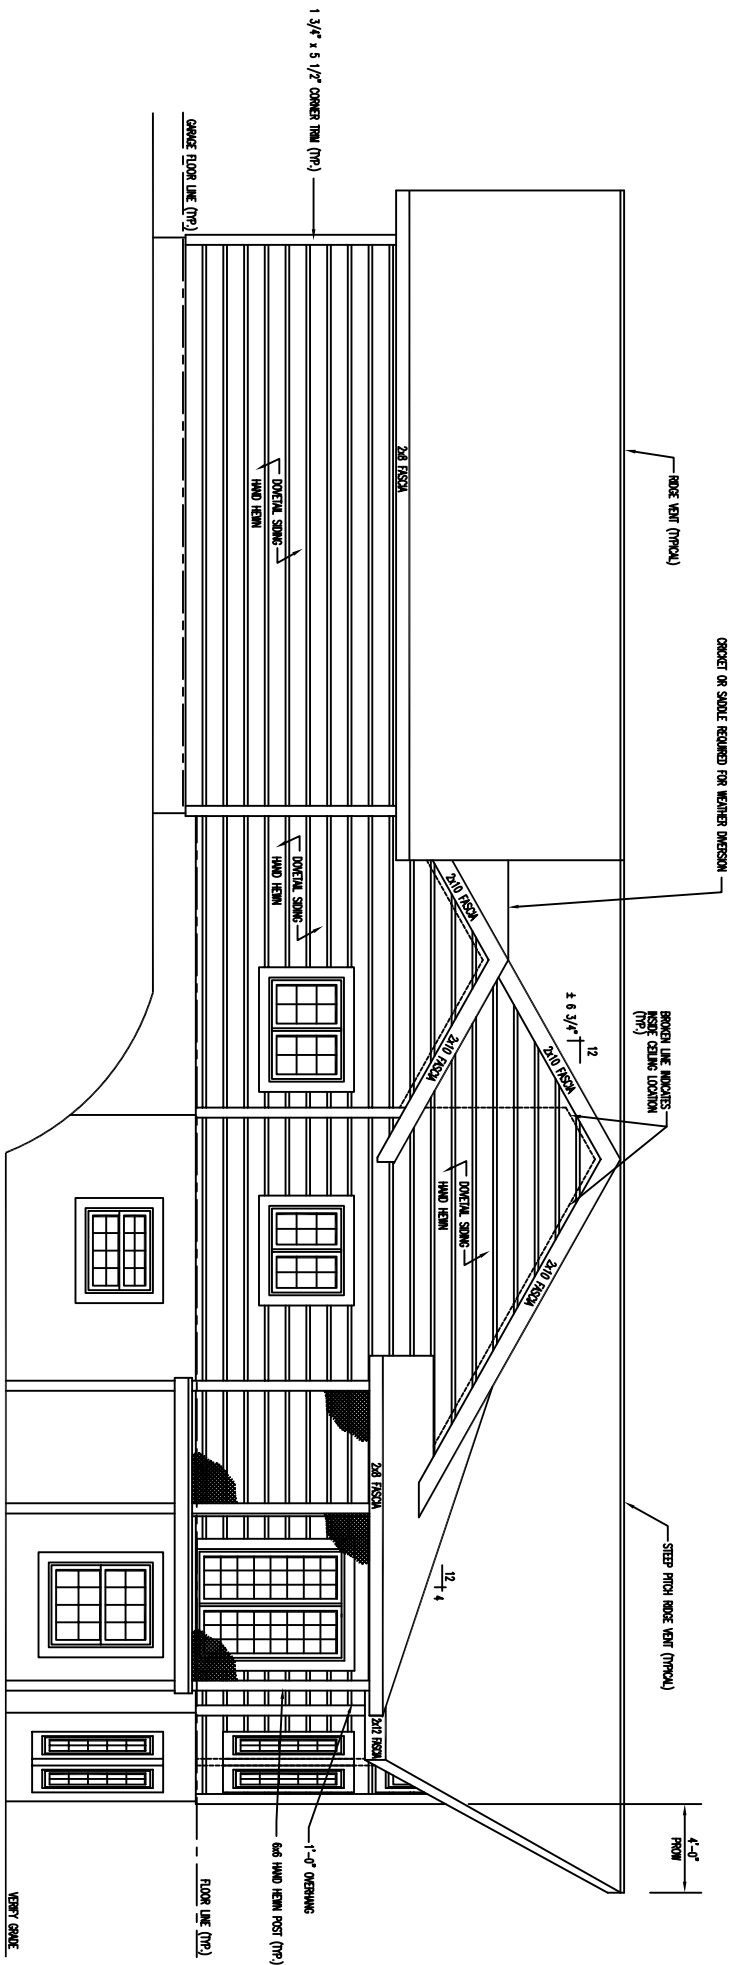 1 3/4" x 5 1/2" CORNER TRIM (TYP.)
GARAGE FLOOR LINE (TYP.)
2x8 FASCIA
DOVETAIL SIDING
HAND HEWN
RIDGE VENT (TYPICAL)
CRICKET OR SADDLE REQUIRED FOR WEATHER DIVERSION
DOVETAIL SIDING
HAND HEWN
2x10 FASCIA
2x10 FASCIA
12
± 6 3/4"
2x10 FASCIA
BROKEN LINE INDICATES
INSIDE CEILING LOCATION
(TYP.)
DOVETAIL SIDING
HAND HEWN
2x10 FASCIA
2x8 FASCIA
12
4
STEEP PITCH RIDGE VENT (TYPICAL)
2x12 FASCIA
4'-0"
PROW
1'-0" OVERHANG
6x6 HAND HEWN POST (TYP.)
FLOOR LINE (TYP.)
VERIFY GRADE